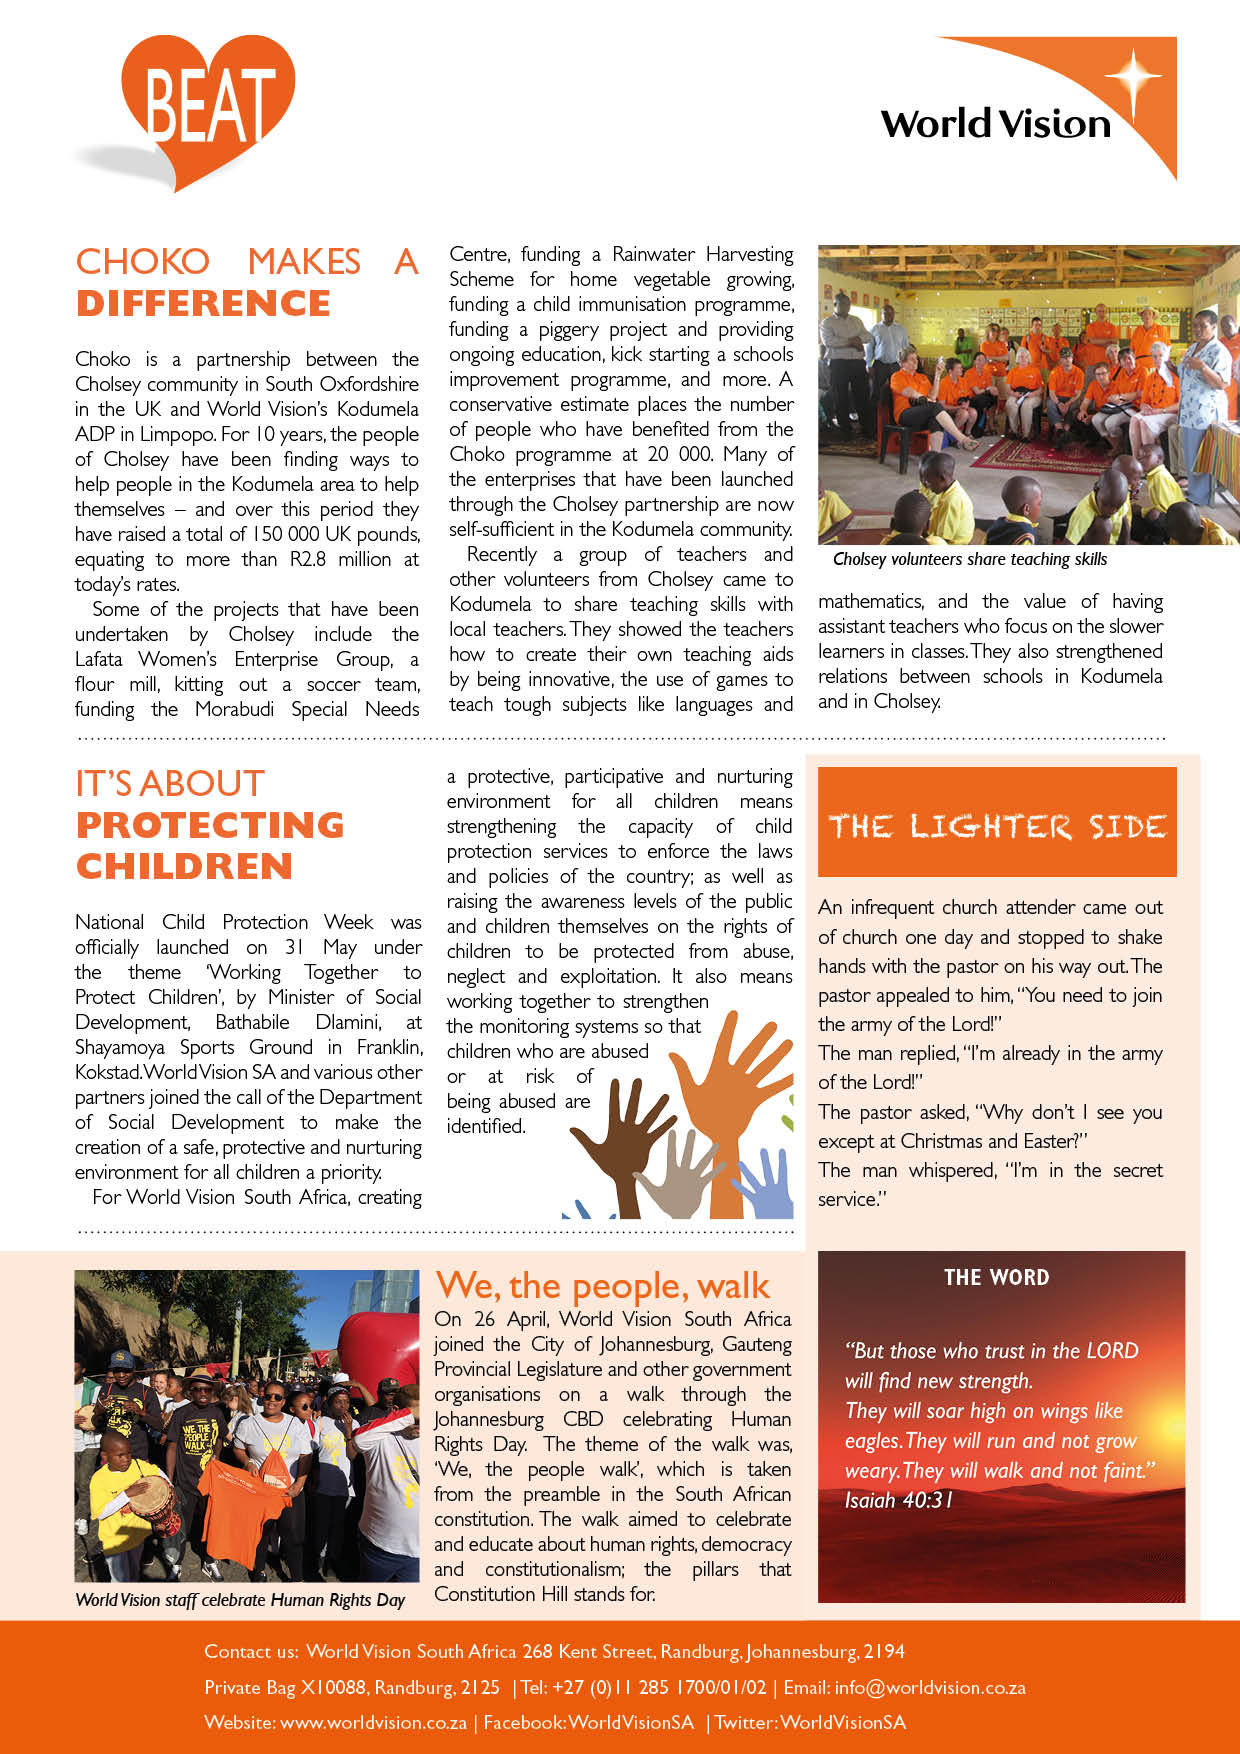 BEAT
World Vision
CHOKO MAKES A
DIFFERENCE
Choko is a partnership between the
Cholsey community in South Oxfordshire
in the UK and World Vision's Kodumela
ADP in Limpopo. For 10 years, the people
of Cholsey have been finding ways to
help people in the Kodumela area to help
themselves – and over this period they
have raised a total of 150 000 UK pounds,
equating to more than R2.8 million at
today's rates.
Some of the projects that have been
undertaken by Cholsey include the
Lafata Women's Enterprise Group, a
flour mill, kitting out a soccer team,
funding the Morabudi Special Needs
Centre, funding a Rainwater Harvesting
Scheme for home vegetable growing,
funding a child immunisation programme,
funding a piggery project and providing
ongoing education, kick starting a schools
improvement programme, and more. A
conservative estimate places the number
of people who have benefited from the
Choko programme at 20 000. Many of
the enterprises that have been launched
through the Cholsey partnership are now
self-sufficient in the Kodumela community.
Recently a group of teachers and
other volunteers from Cholsey came to
Kodumela to share teaching skills with
local teachers. They showed the teachers
how to create their own teaching aids
by being innovative, the use of games to
teach tough subjects like languages and
Cholsey volunteers share teaching skills
mathematics, and the value of having
assistant teachers who focus on the slower
learners in classes. They also strengthened
relations between schools in Kodumela
and in Cholsey.
IT'S ABOUT
PROTECTING
CHILDREN
National Child Protection Week was
officially launched on 31 May under
the theme 'Working Together to
Protect Children', by Minister of Social
Development, Bathabile Dlamini, at
Shayamoya Sports Ground in Franklin,
Kokstad. World Vision SA and various other
partners joined the call of the Department
of Social Development to make the
creation of a safe, protective and nurturing
environment for all children a priority.
For World Vision South Africa, creating
a protective, participative and nurturing
environment for all children means
strengthening the capacity of child
protection services to enforce the laws
and policies of the country; as well as
raising the awareness levels of the public
and children themselves on the rights of
children to be protected from abuse,
neglect and exploitation. It also means
working together to strengthen
the monitoring systems so that
children who are abused
or at risk of
being abused are
identified.
THE LIGHTER SIDE
An infrequent church attender came out
of church one day and stopped to shake
hands with the pastor on his way out. The
pastor appealed to him, "You need to join
the army of the Lord!"
The man replied, "I'm already in the army
of the Lord!"
The pastor asked, "Why don't I see you
except at Christmas and Easter?"
The man whispered, "I'm in the secret
service."
WE THE
PEOPLE
WALK
World Vision staff celebrate Human Rights Day
We, the people, walk
On 26 April, World Vision South Africa
joined the City of Johannesburg, Gauteng
Provincial Legislature and other government
organisations on a walk through the
Johannesburg CBD celebrating Human
Rights Day. The theme of the walk was,
'We, the people walk', which is taken
from the preamble in the South African
constitution. The walk aimed to celebrate
and educate about human rights, democracy
and constitutionalism; the pillars that
Constitution Hill stands for.
THE WORD
"But those who trust in the LORD
will find new strength.
They will soar high on wings like
eagles. They will run and not grow
weary. They will walk and not faint."
Isaiah 40:31
Contact us: World Vision South Africa 268 Kent Street, Randburg, Johannesburg, 2194
Private Bag X10088, Randburg, 2125 | Tel: +27 (0)11 285 1700/01/02 | Email: info@worldvision.co.za
Website: www.worldvision.co.za | Facebook: WorldVisionSA | Twitter: WorldVisionSA